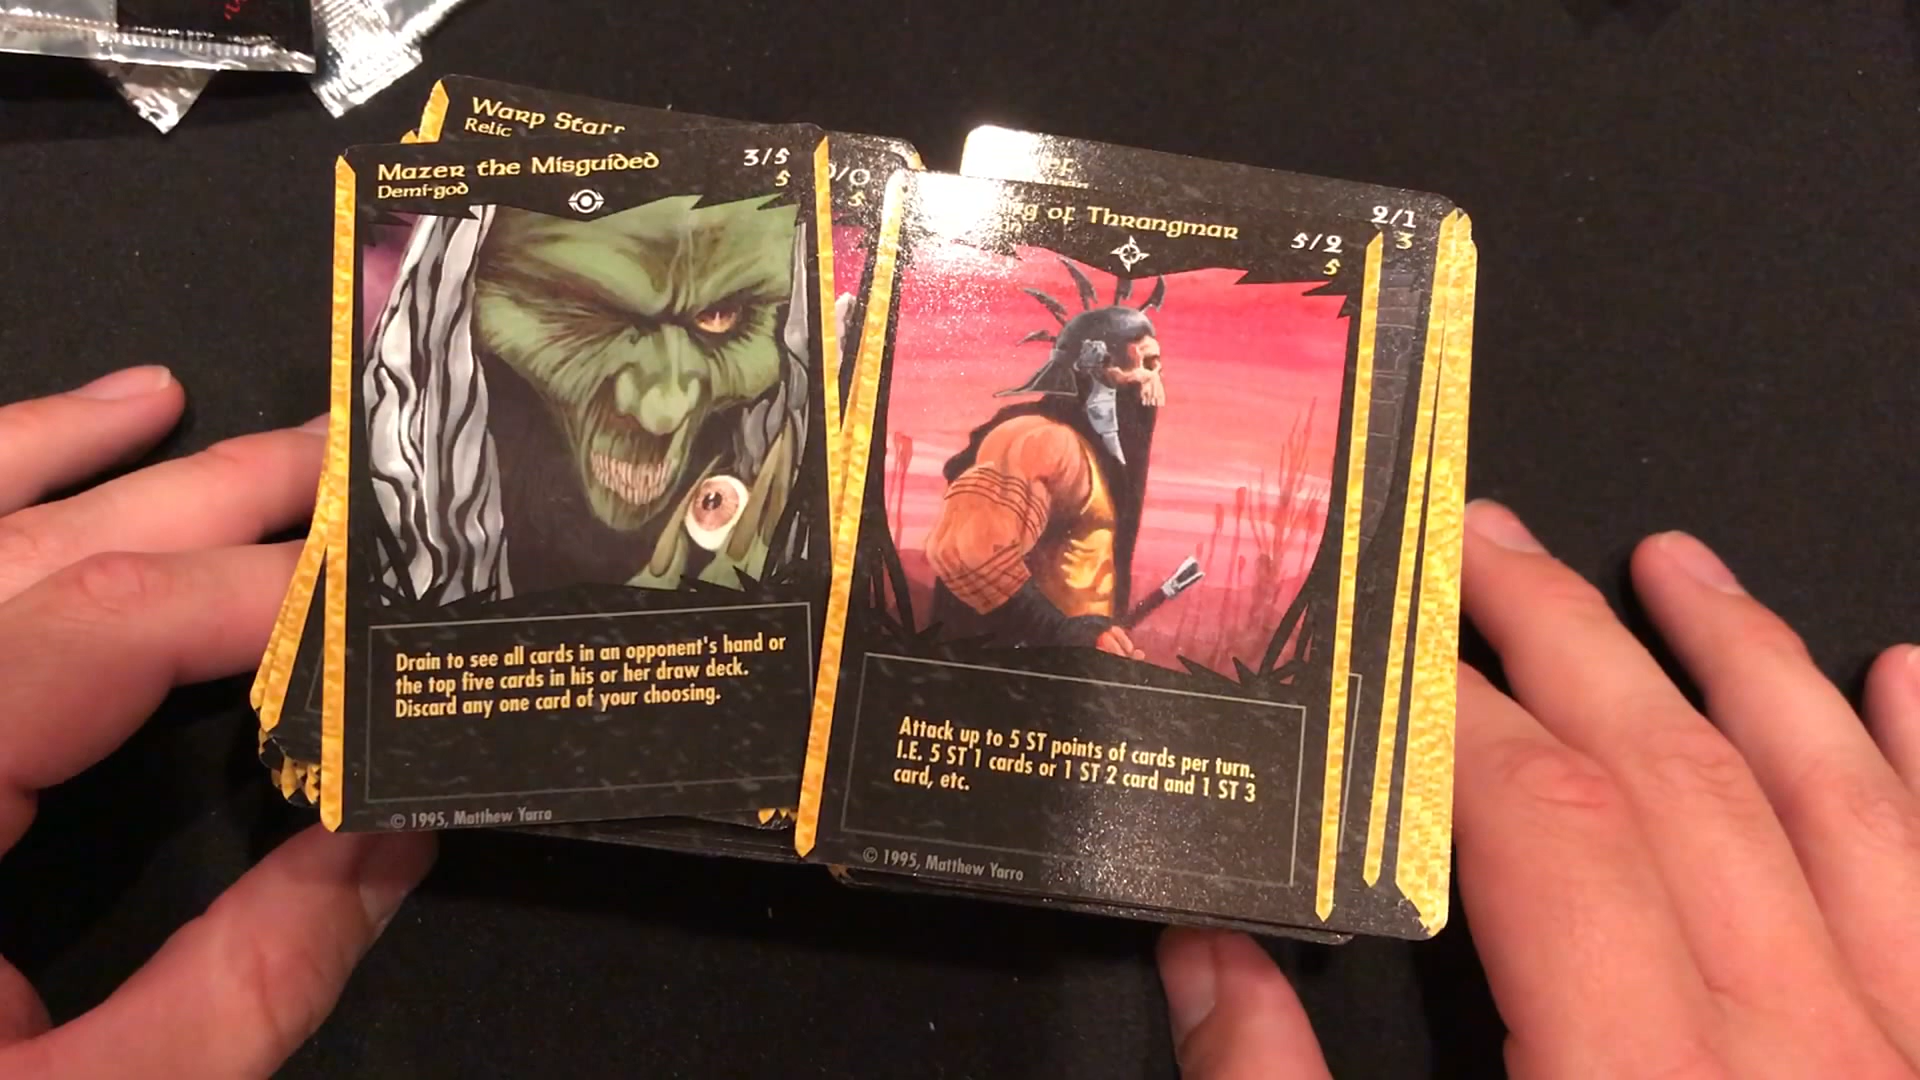 Warp Starr
Relic
Mazer the Misguided
3/5
Demi-god
5
Drain to see all cards in an opponent's hand or
the top five cards in his or her draw deck.
Discard any one card of your choosing.
© 1995, Matthew Yarro
/0
5
2/1
3
of Thrangmar
5/2
5
Attack up to 5 ST points of cards per turn.
I.E. 5 ST 1 cards or 1 ST 2 card and 1 ST 3
card, etc.
© 1995, Matthew Yarro